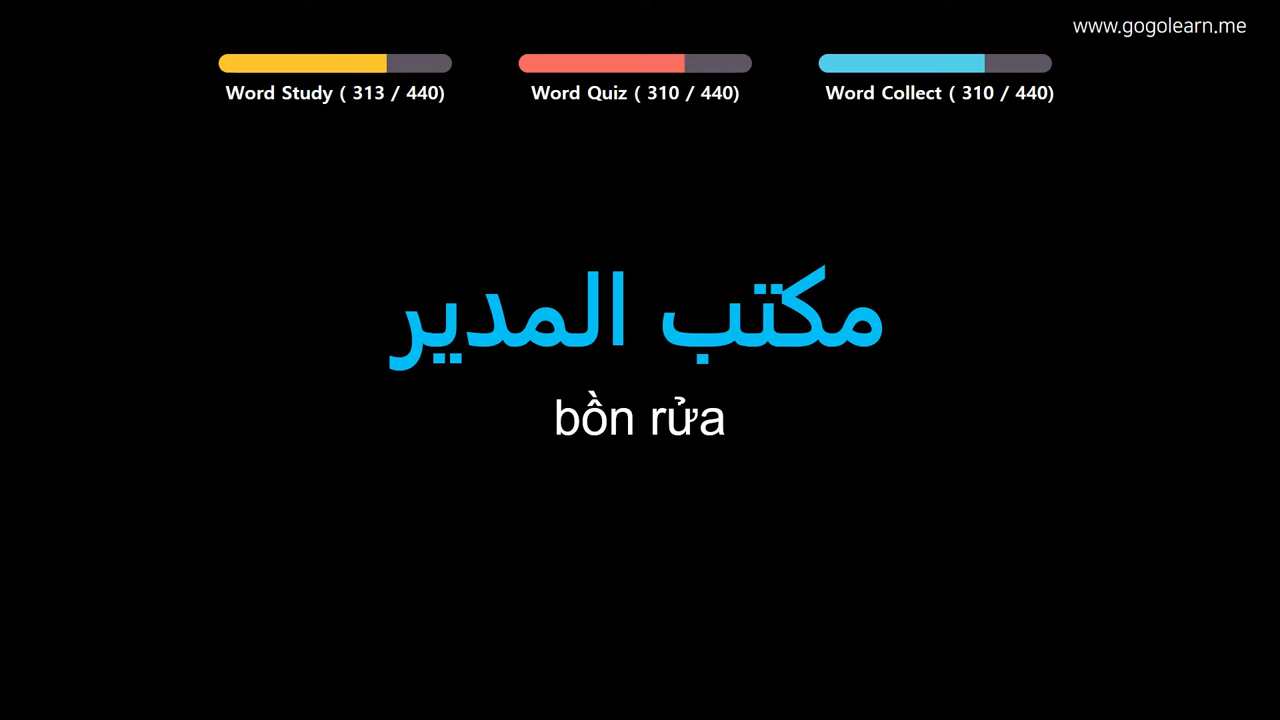 www.gogolearn.me
Word Study ( 313 / 440)
Word Quiz ( 310 / 440)
Word Collect ( 310 / 440)
مكتب المدير
bồn rửa